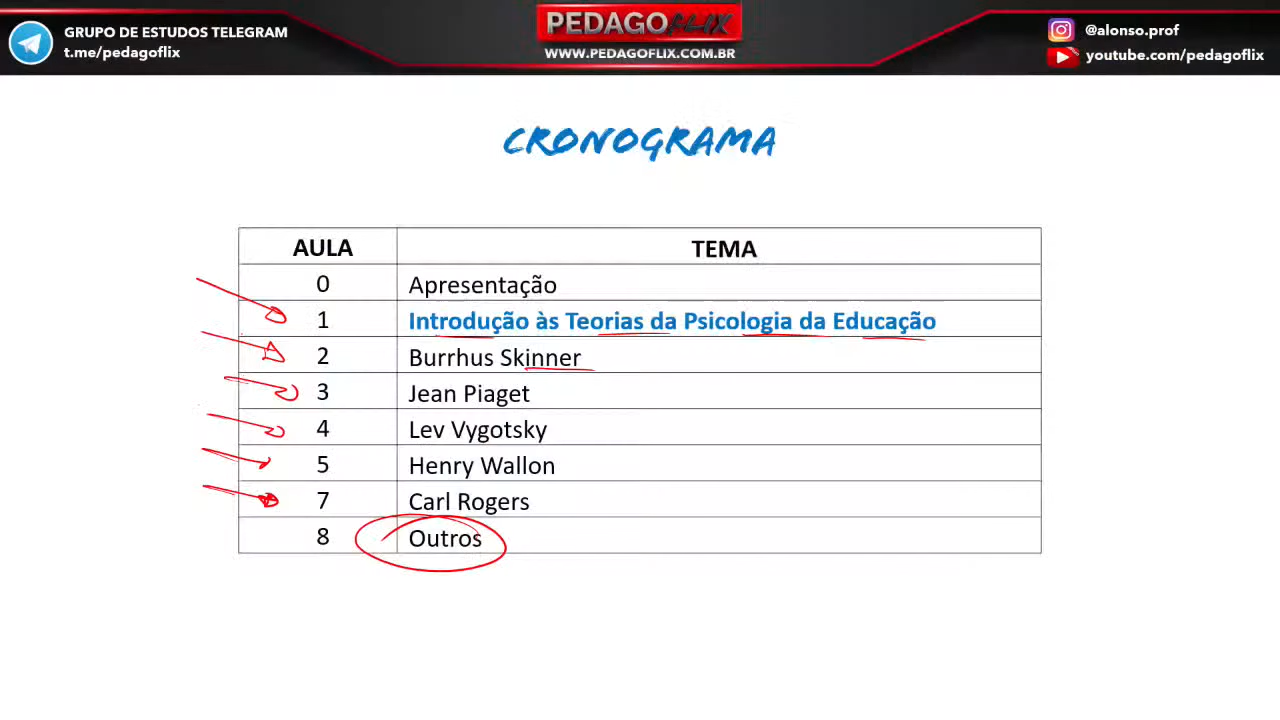 GRUPO DE ESTUDOS TELEGRAM
t.me/pedagoflix
PEDAGOFLIX
WWW.PEDAGOFLIX.COM.BR
@alonso.prof
youtube.com/pedagoflix
CRONOGRAMA
AULA TEMA
0 Apresentação
1 Introdução às Teorias da Psicologia da Educação
2 Burrhus Skinner
3 Jean Piaget
4 Lev Vygotsky
5 Henry Wallon
7 Carl Rogers
8 Outros